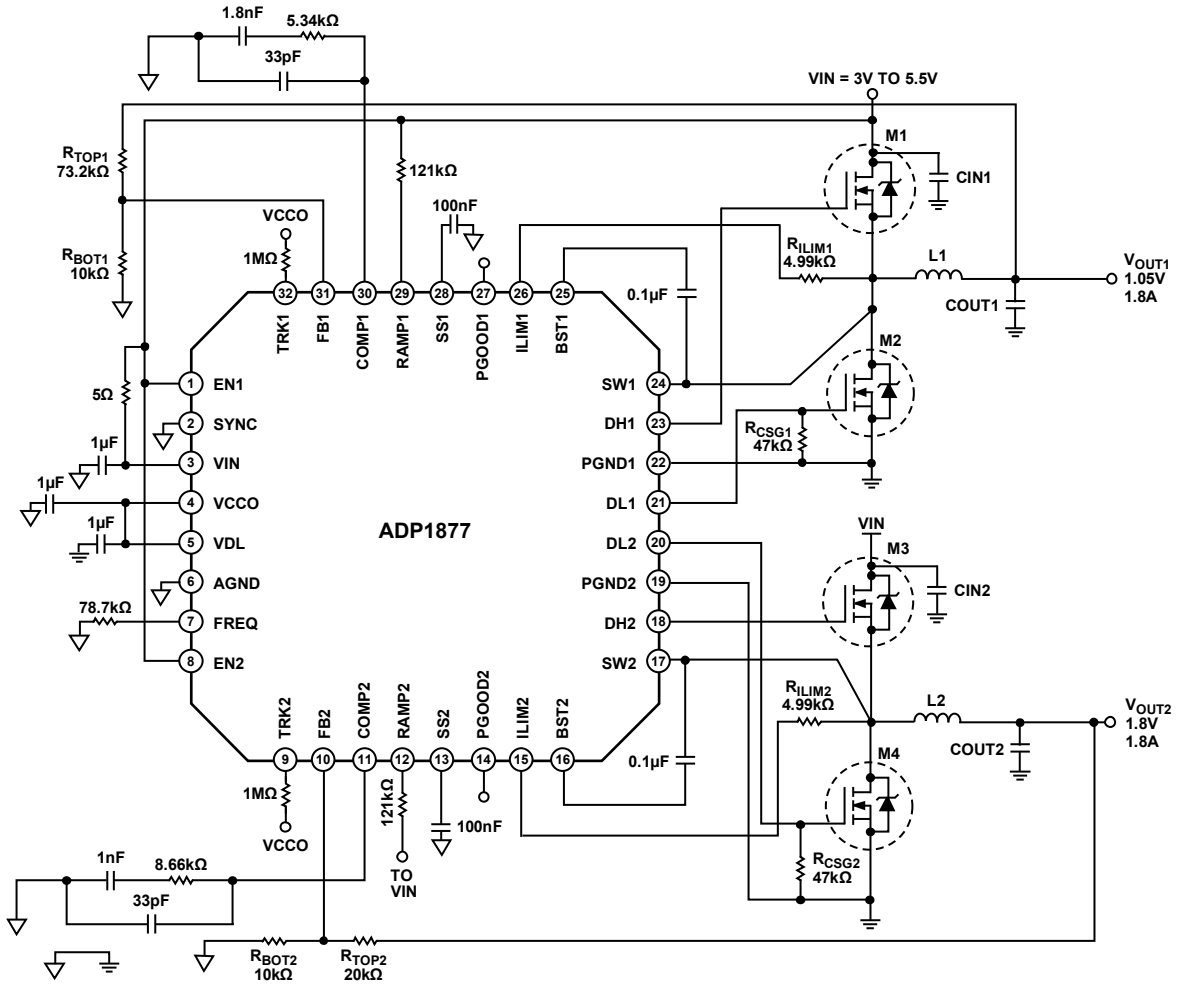 1.8nF
5.34kΩ
33pF
VIN = 3V TO 5.5V
M1
RTOP1
73.2kΩ
121kΩ
CIN1
VCCO
100nF
RBOT1
10kΩ
1MΩ
RILIM1
4.99kΩ
L1
VOUT1
1.05V
1.8A
0.1µF
COUT1
32
31
30
29
28
27
26
25
TRK1
FB1
COMP1
RAMP1
SS1
PGOOD1
ILIM1
BST1
M2
5Ω
1
EN1
SW1
24
2
SYNC
DH1
23
RCSG1
47kΩ
1µF
3
VIN
PGND1
22
1µF
4
VCCO
DL1
21
1µF
ADP1877
VIN
5
VDL
DL2
20
M3
6
AGND
PGND2
19
CIN2
78.7kΩ
7
FREQ
DH2
18
8
EN2
SW2
17
RILIM2
4.99kΩ
L2
VOUT2
1.8V
1.8A
TRK2
FB2
COMP2
RAMP2
SS2
PGOOD2
ILIM2
BST2
COUT2
M4
9
10
11
12
13
14
15
16
0.1µF
1MΩ
121kΩ
100nF
VCCO
TO
VIN
RCSG2
47kΩ
1nF
8.66kΩ
33pF
RBOT2
10kΩ
RTOP2
20kΩ